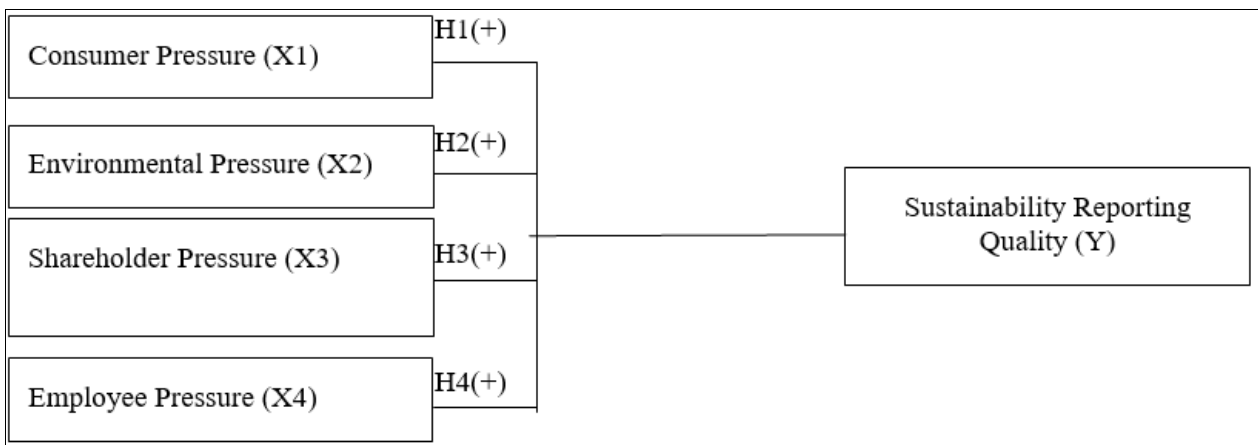 Consumer Pressure (X1)
H1(+)
Environmental Pressure (X2)
H2(+)
Shareholder Pressure (X3)
H3(+)
Employee Pressure (X4)
H4(+)
Sustainability Reporting
Quality (Y)